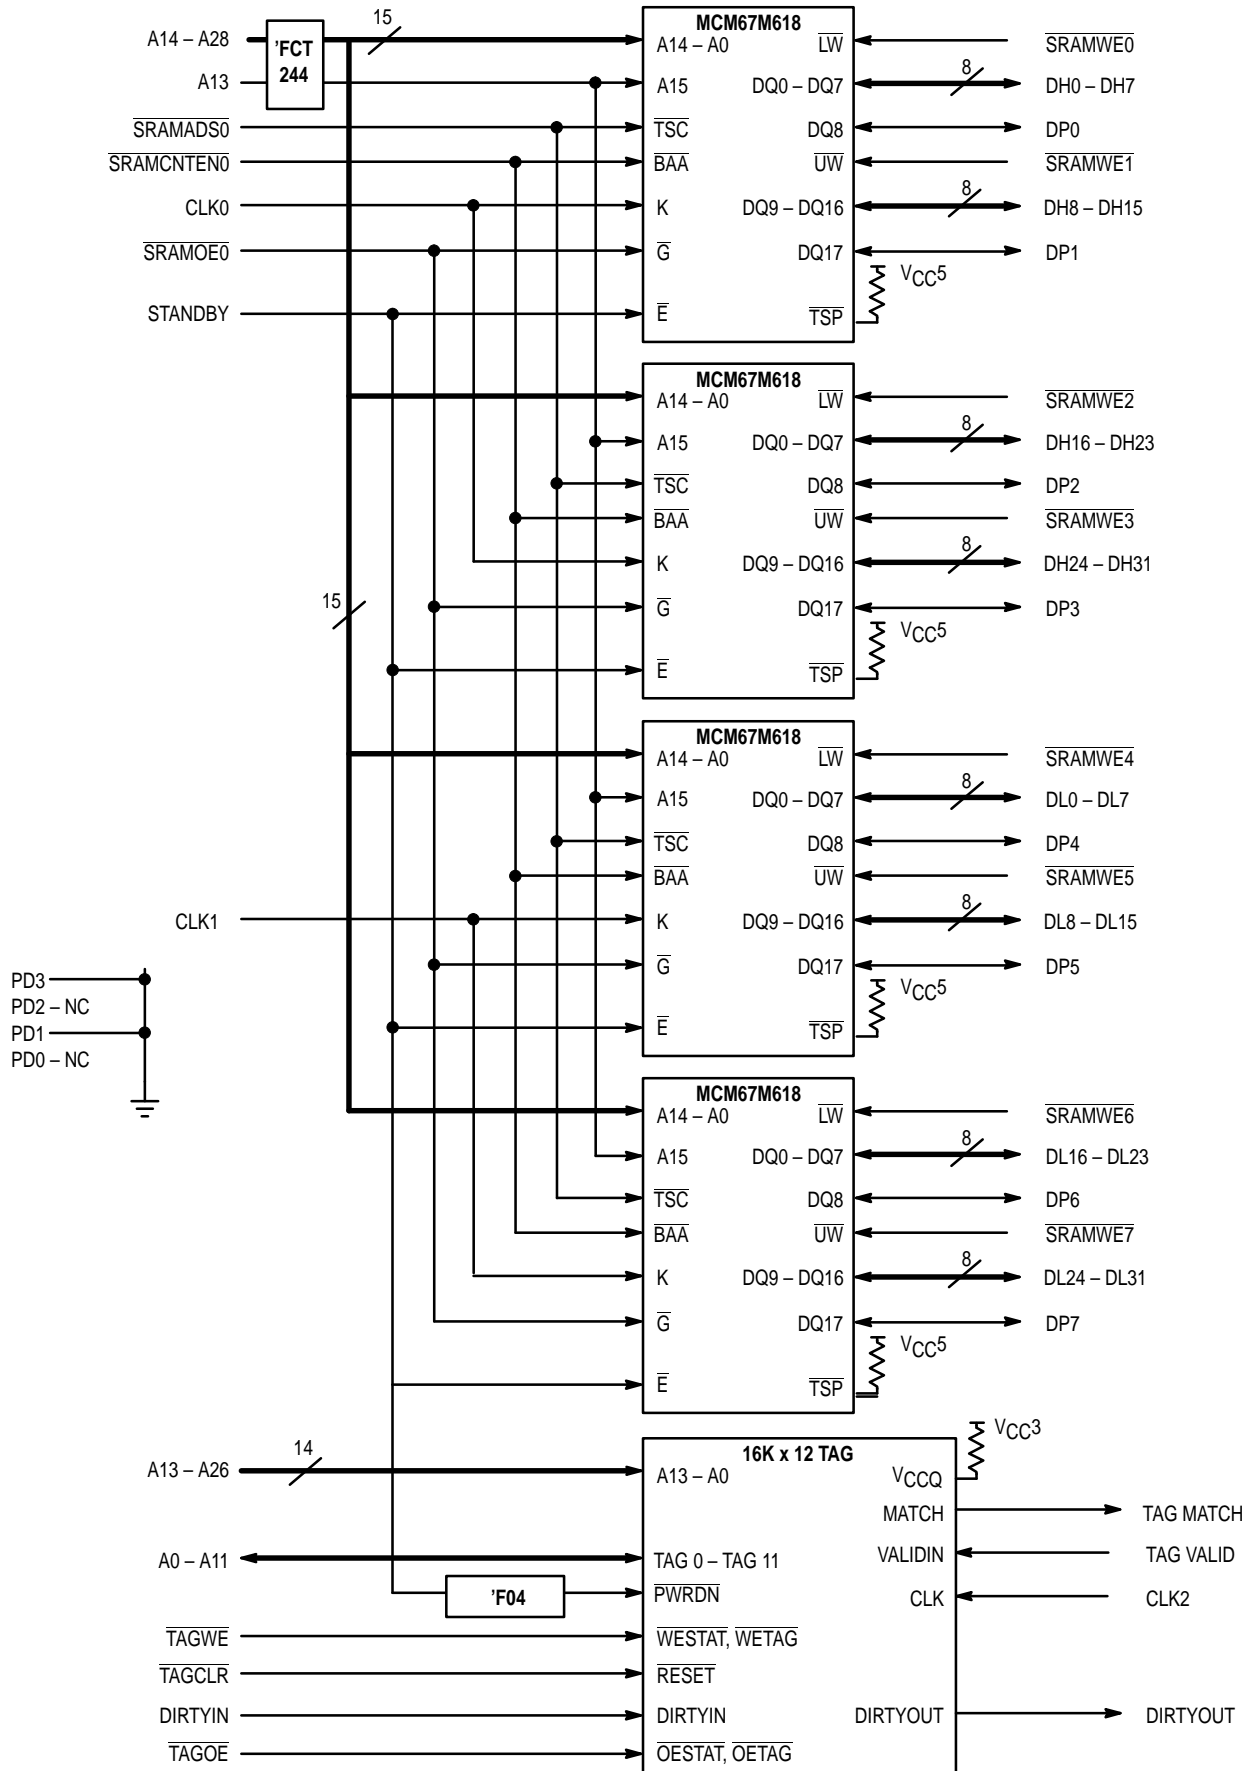 A14 – A28
'FCT
244
15
A13
SRAMADS0
SRAMCNTEN0
CLK0
SRAMOE0
STANDBY
MCM67M618
A14 – A0
LW
SRAMWE0
A15
DQ0 – DQ7
8
DH0 – DH7
TSC
DQ8
DP0
BAA
UW
SRAMWE1
K
DQ9 – DQ16
8
DH8 – DH15
G
DQ17
DP1
VCC5
E
TSP
MCM67M618
A14 – A0
LW
SRAMWE2
A15
DQ0 – DQ7
8
DH16 – DH23
TSC
DQ8
DP2
BAA
UW
SRAMWE3
K
DQ9 – DQ16
8
DH24 – DH31
15
G
DQ17
DP3
VCC5
E
TSP
MCM67M618
A14 – A0
LW
SRAMWE4
A15
DQ0 – DQ7
8
DL0 – DL7
TSC
DQ8
DP4
BAA
UW
SRAMWE5
CLK1
K
DQ9 – DQ16
8
DL8 – DL15
G
DQ17
DP5
VCC5
E
TSP
PD3
PD2 – NC
PD1
PD0 – NC
MCM67M618
A14 – A0
LW
SRAMWE6
A15
DQ0 – DQ7
8
DL16 – DL23
TSC
DQ8
DP6
BAA
UW
SRAMWE7
K
DQ9 – DQ16
8
DL24 – DL31
G
DQ17
DP7
VCC5
E
TSP
16K x 12 TAG
VCC3
A13 – A26
14
A13 – A0
VCCQ
MATCH
TAG MATCH
A0 – A11
TAG 0 – TAG 11
VALIDIN
TAG VALID
'F04
PWRDN
CLK
CLK2
TAGWE
WESTAT, WETAG
TAGCLR
RESET
DIRTYIN
DIRTYIN
DIRTYOUT
DIRTYOUT
TAGOE
OESTAT, OETAG